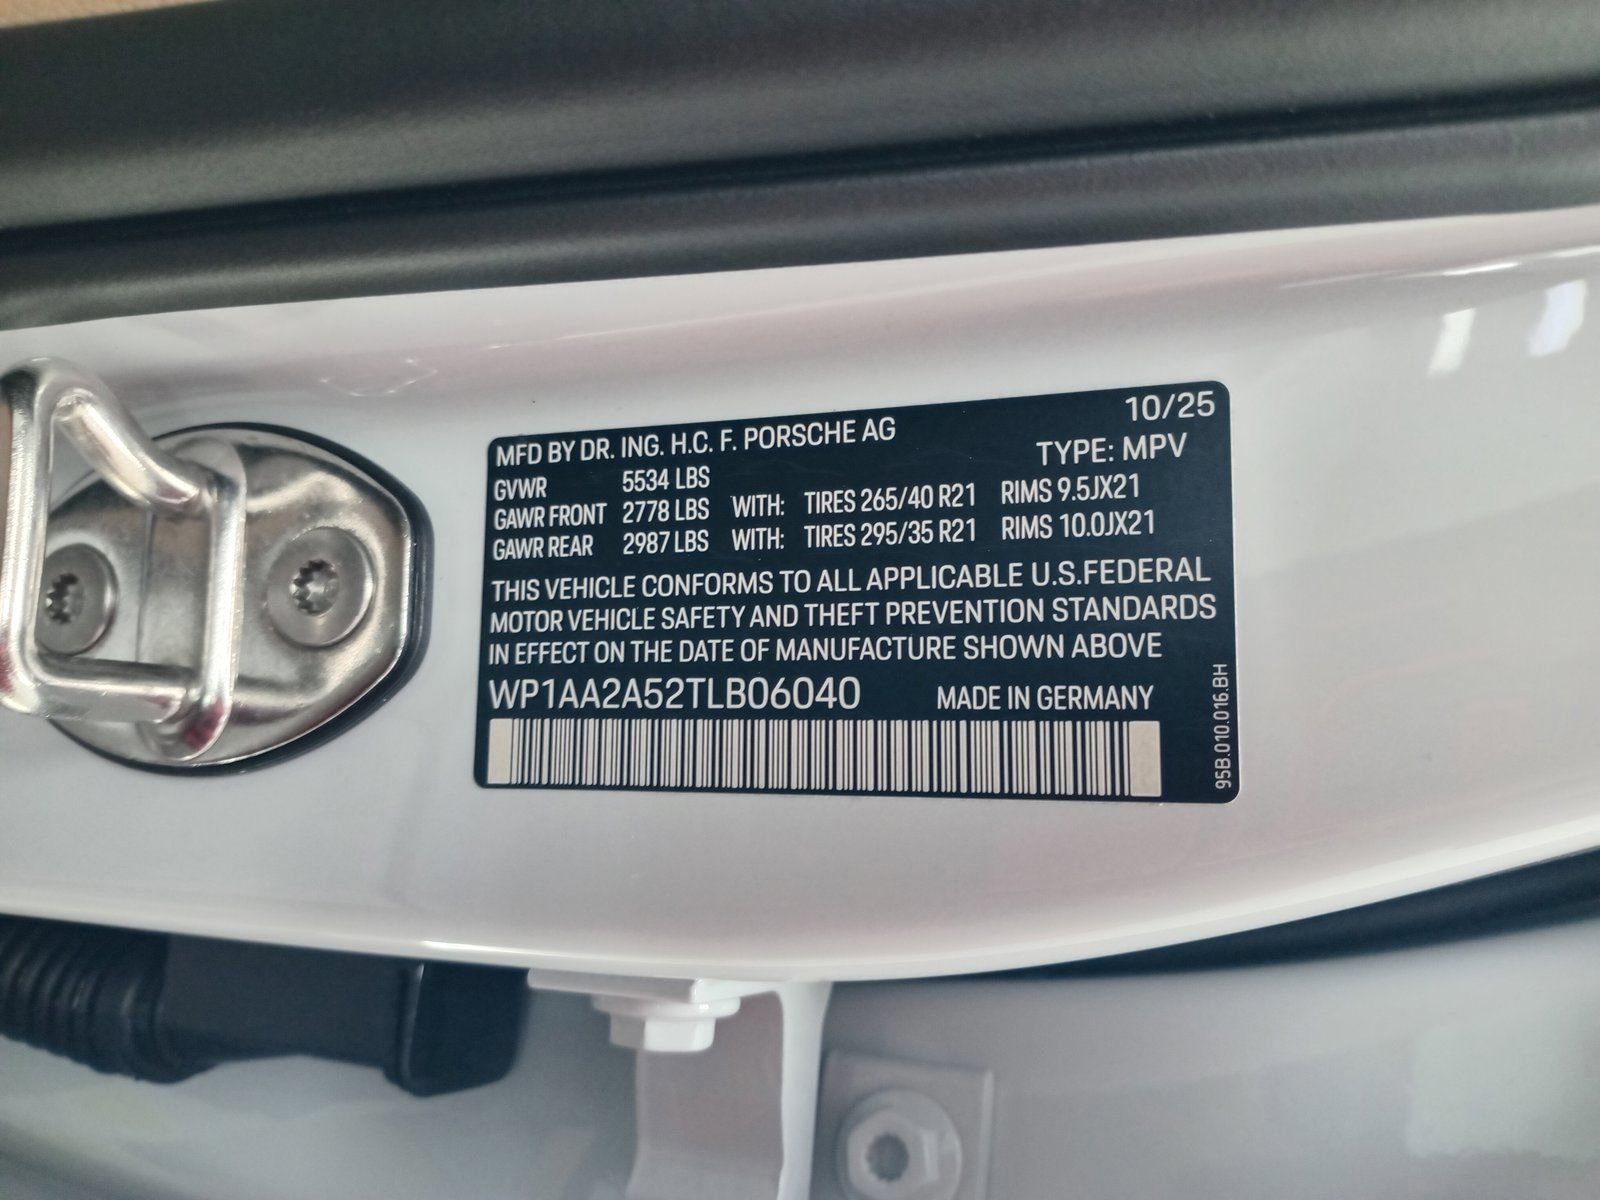 10/25
MFD BY DR. ING. H.C. F. PORSCHE AG
TYPE: MPV
GVWR 5534 LBS
GAWR FRONT 2778 LBS WITH: TIRES 265/40 R21 RIMS 9.5JX21
GAWR REAR 2987 LBS WITH: TIRES 295/35 R21 RIMS 10.0JX21
THIS VEHICLE CONFORMS TO ALL APPLICABLE U.S.FEDERAL
MOTOR VEHICLE SAFETY AND THEFT PREVENTION STANDARDS
IN EFFECT ON THE DATE OF MANUFACTURE SHOWN ABOVE
WP1AA2A52TLB06040 MADE IN GERMANY
95B.010.016.BH